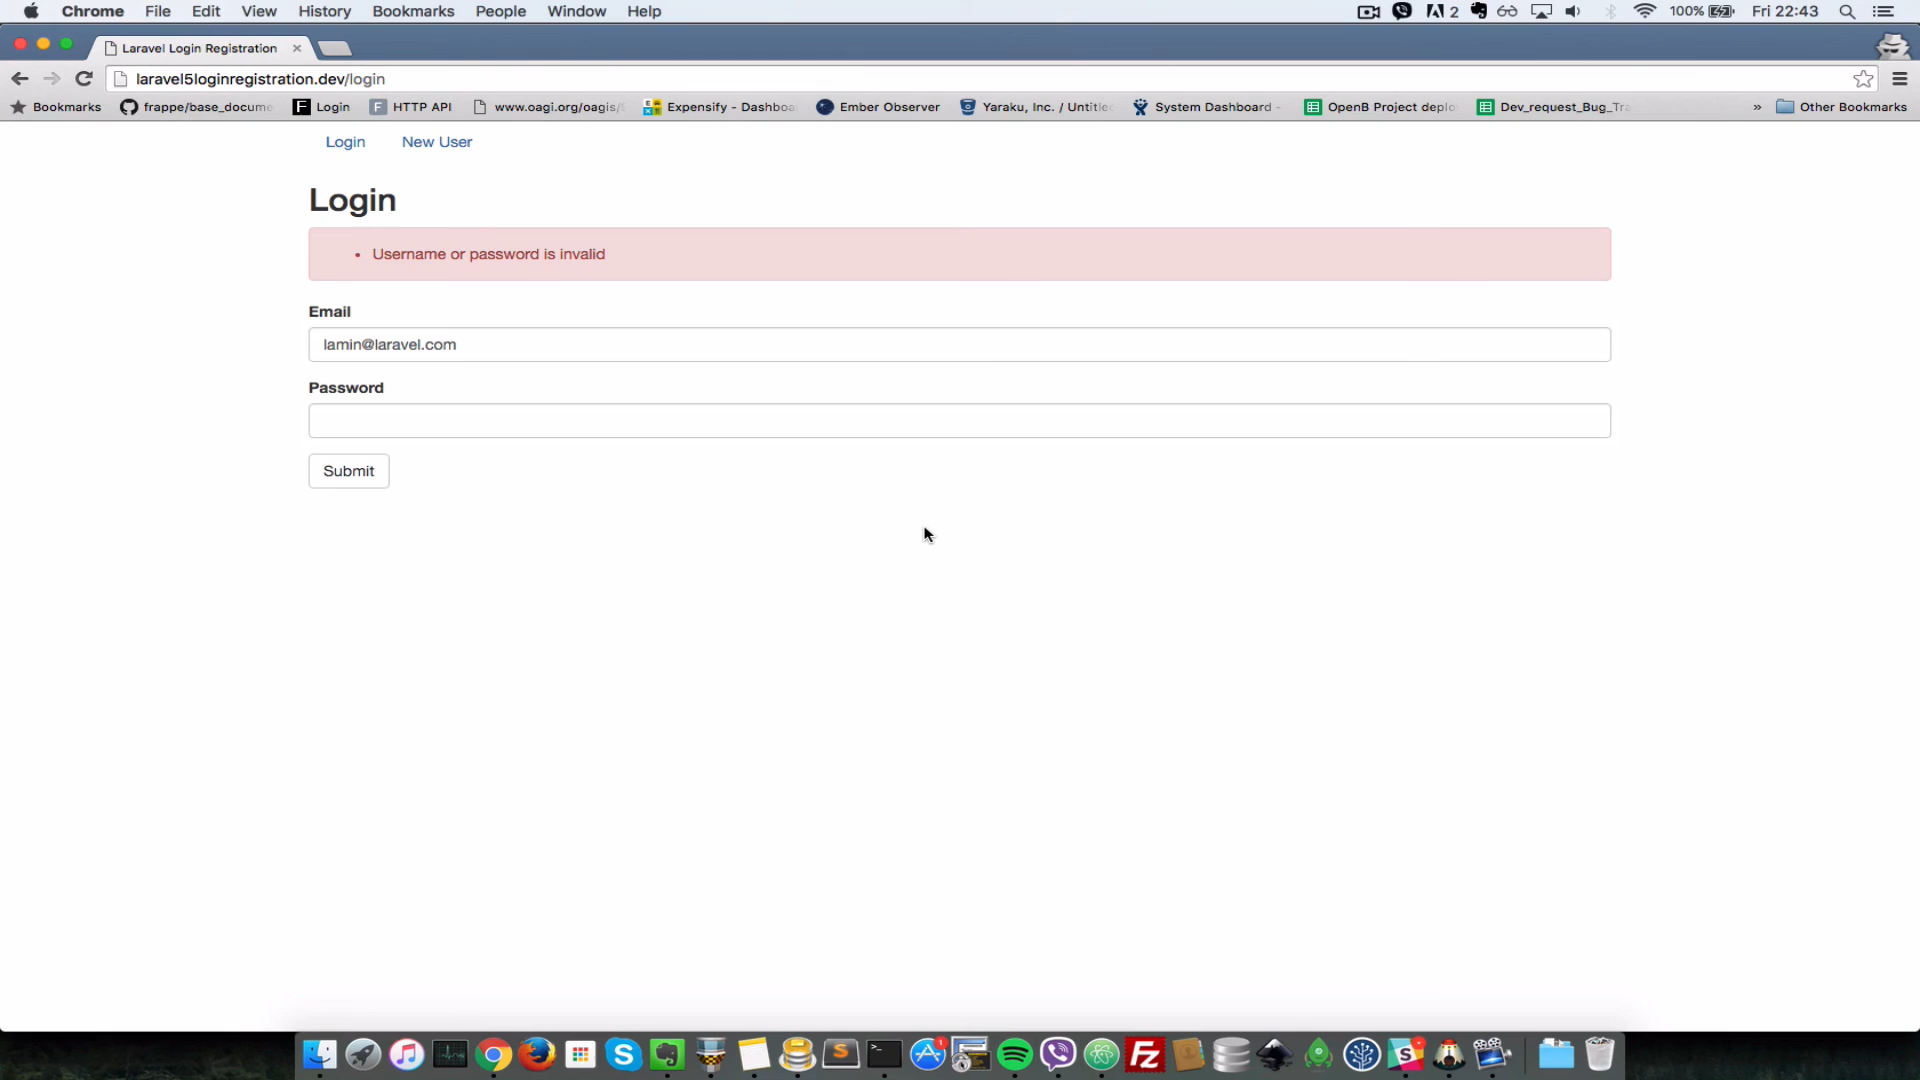 Chrome File Edit View History Bookmarks People Window Help 2 100% Fri 22:43
Laravel Login Registration
laravel5loginregistration.dev/login
Bookmarks frappe/base_docume Login HTTP API www.oagi.org/oagis/ Expensify - Dashboa Ember Observer Yaraku, Inc. / Untitle System Dashboard - OpenB Project deplo Dev_request_Bug_Tra » Other Bookmarks
Login New User
Login
• Username or password is invalid
Email
lamin@laravel.com
Password
Submit